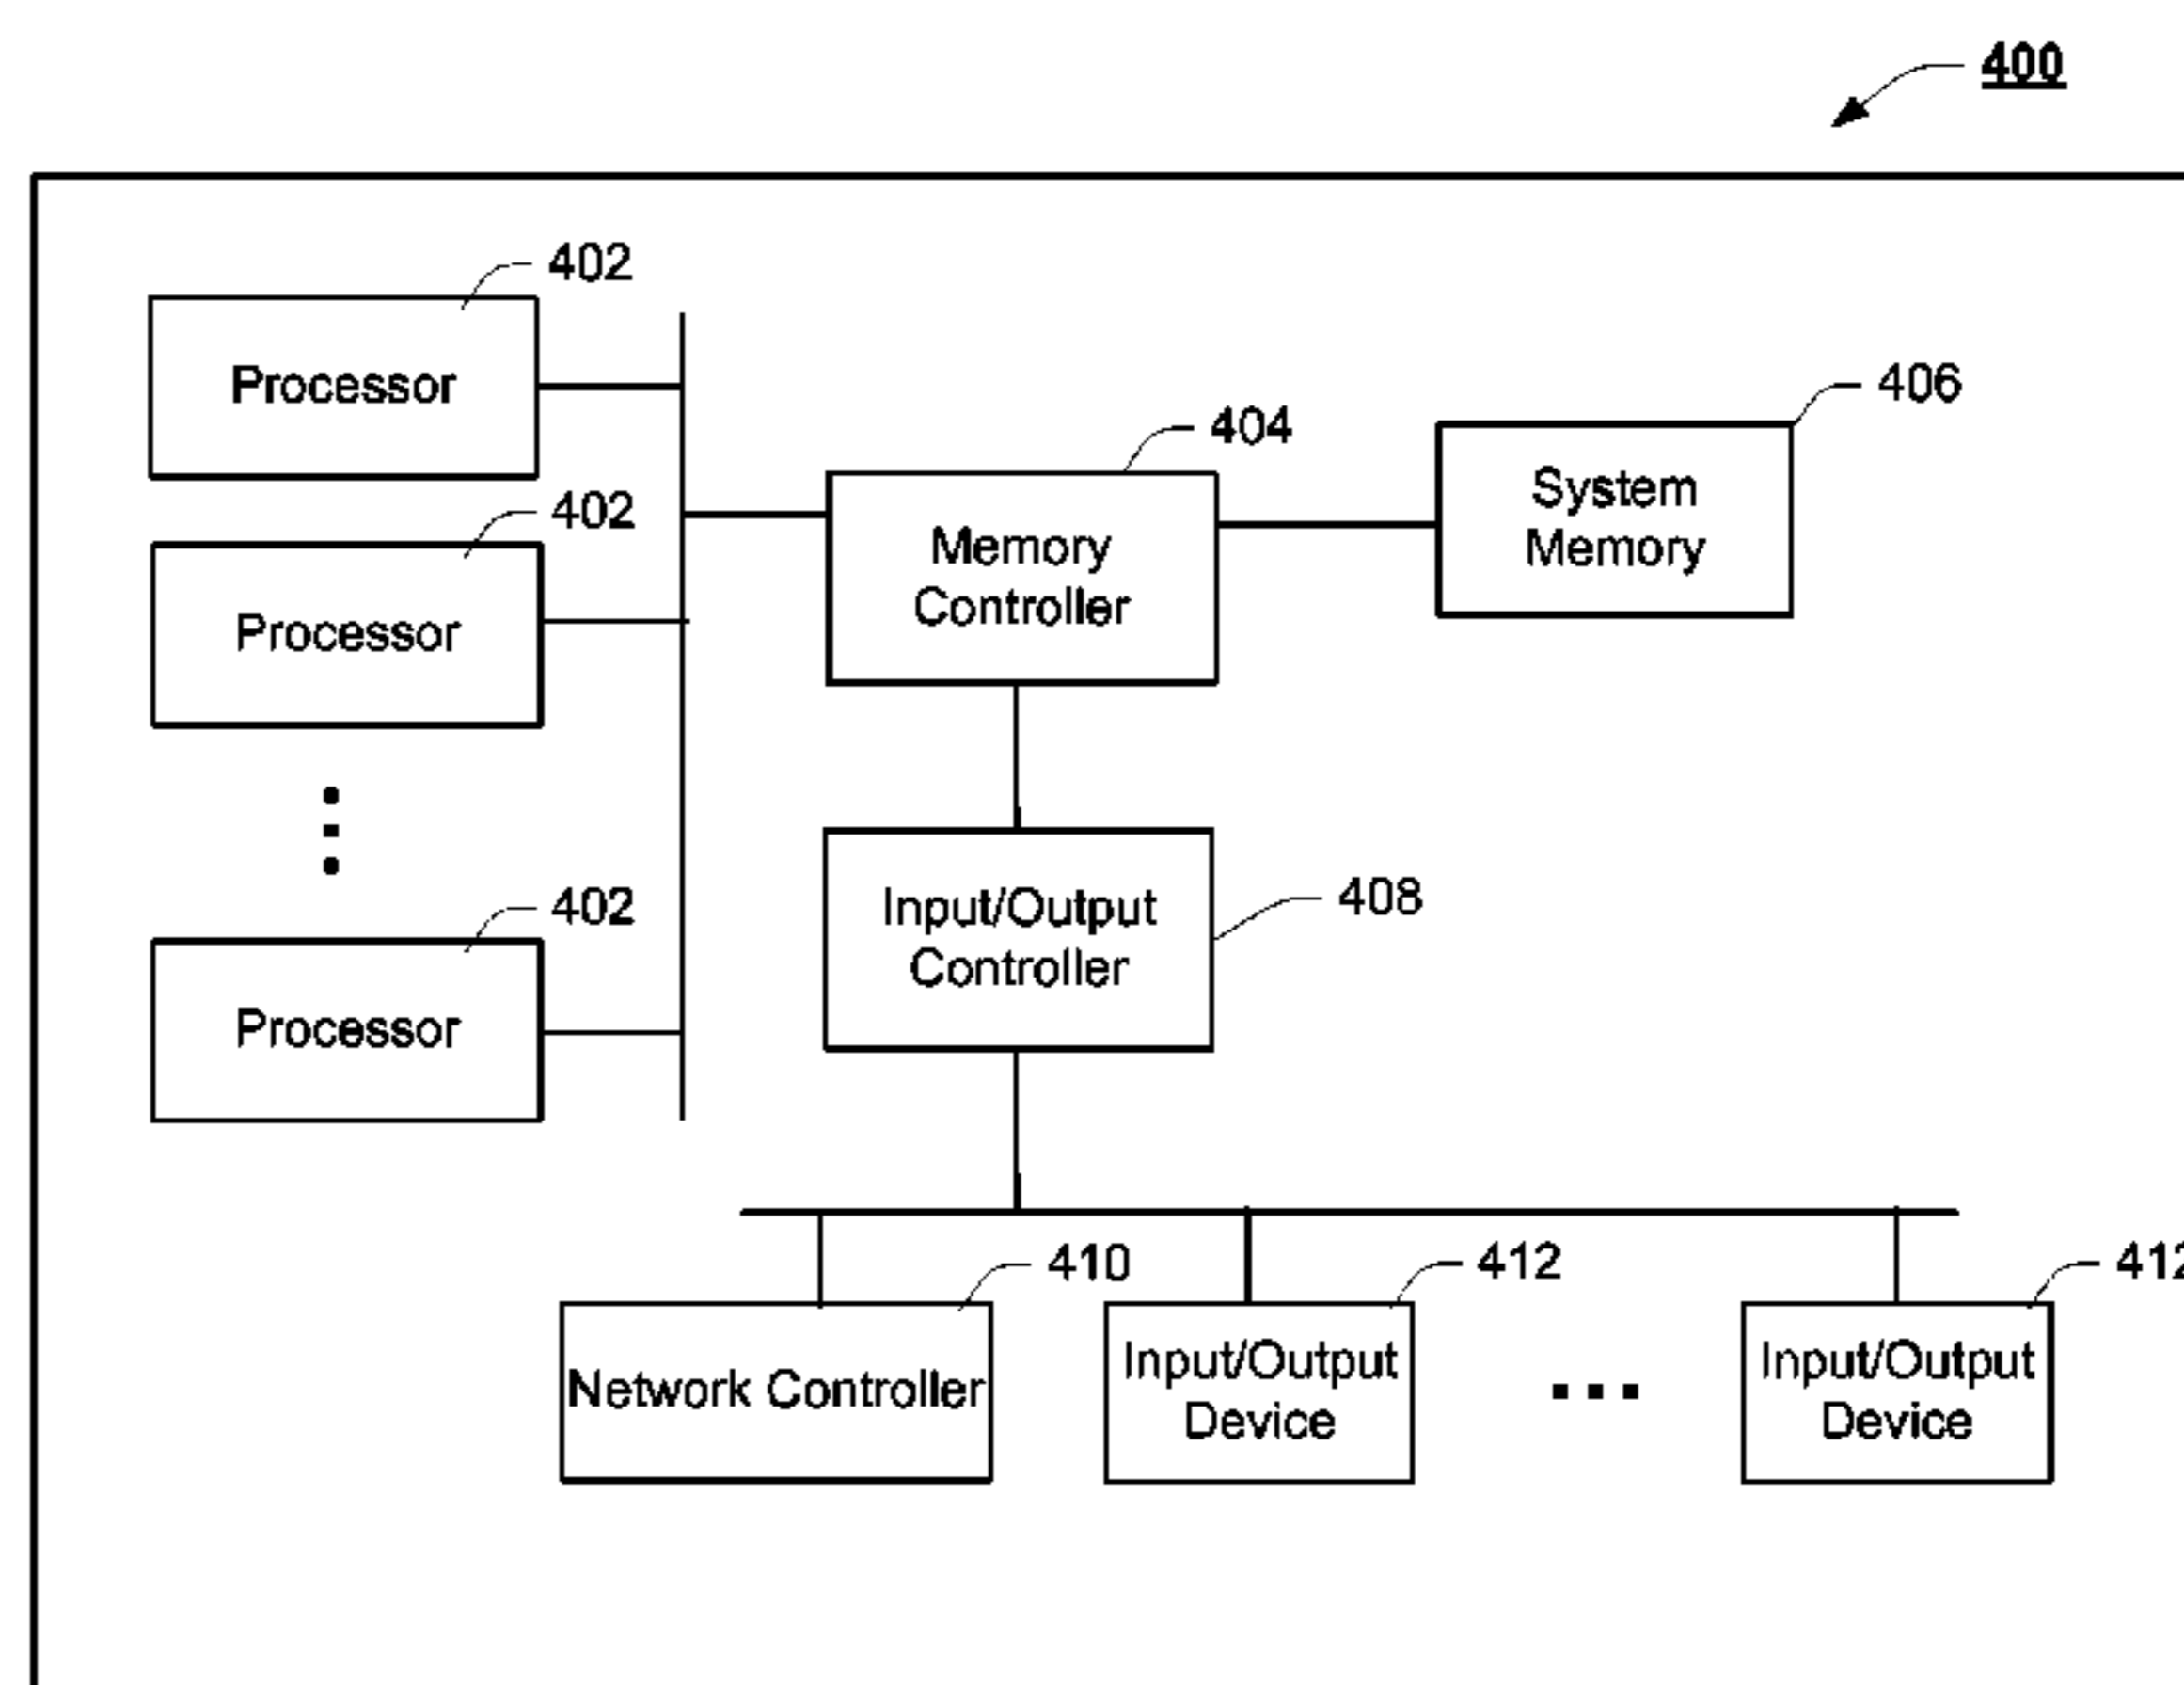 400
402
Processor
402
Processor
402
Processor
404
Memory
Controller
406
System
Memory
408
Input/Output
Controller
410
Network Controller
412
Input/Output
Device
412
Input/Output
Device